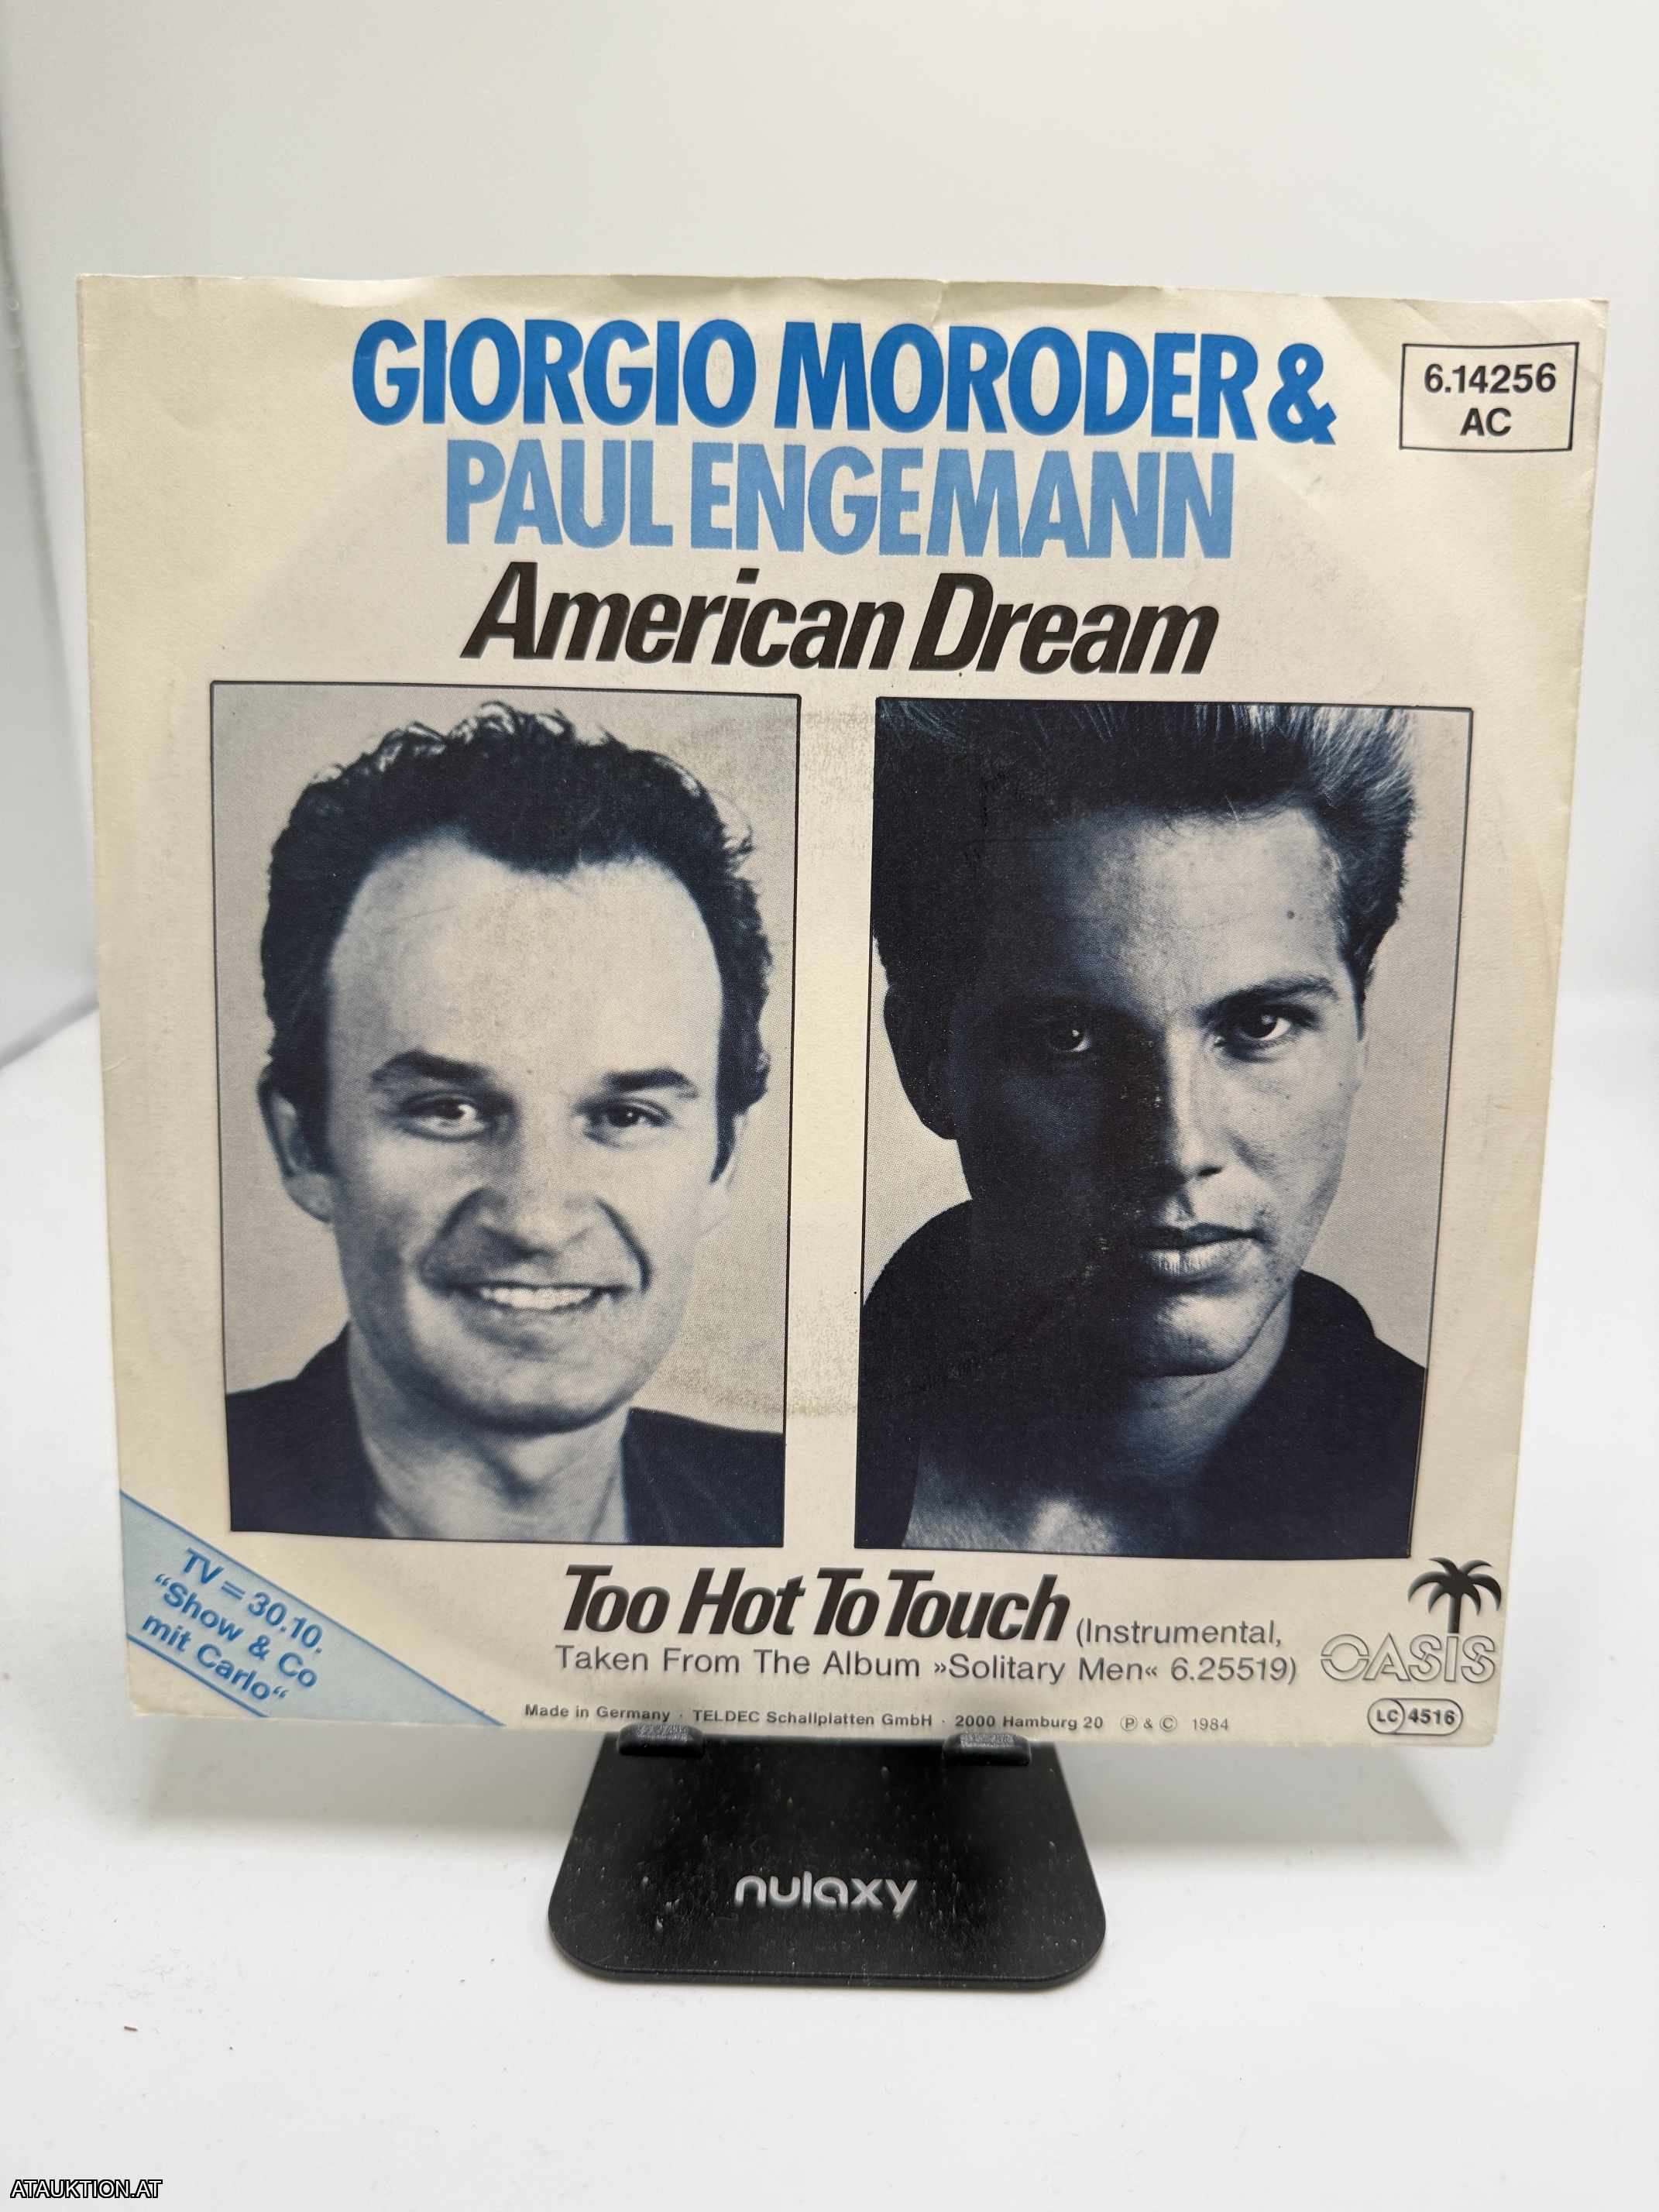 GIORGIO MORODER &
PAUL ENGEMANN
American Dream
6.14256
AC
Too Hot To Touch (Instrumental,
Taken From The Album »Solitary Men« 6.25519)
TV = 30.10.
“Show & Co
mit Carlo“
OASIS
Made in Germany · TELDEC Schallplatten GmbH · 2000 Hamburg 20 Ⓟ & © 1984
LC 4516
nulaxy
ATAUKTION.AT